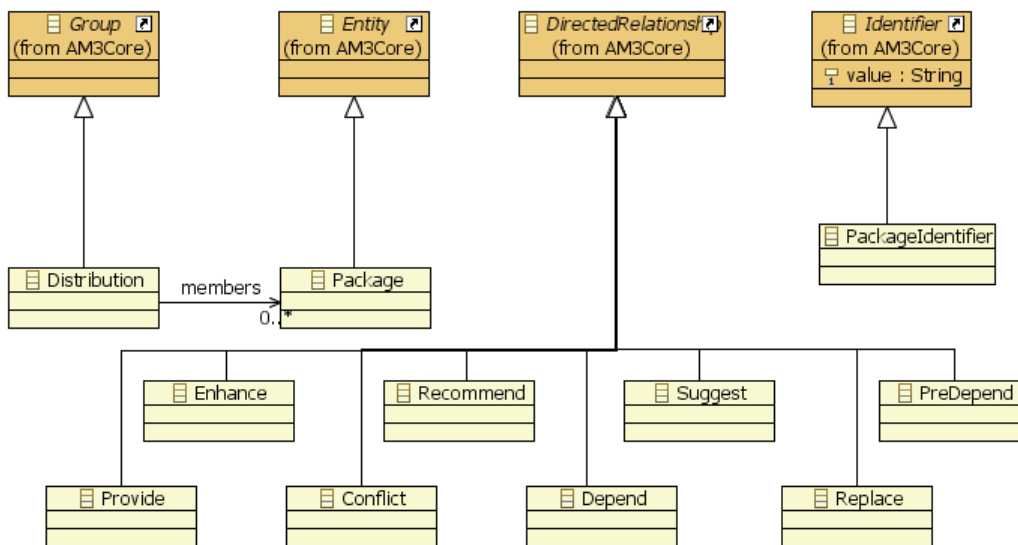 Group
(from AM3Core)
Entity
(from AM3Core)
DirectedRelationship
(from AM3Core)
Identifier
(from AM3Core)
1 value : String
PackageIdentifier
Distribution
members
0..*
Package
Enhance
Recommend
Suggest
PreDepend
Provide
Conflict
Depend
Replace